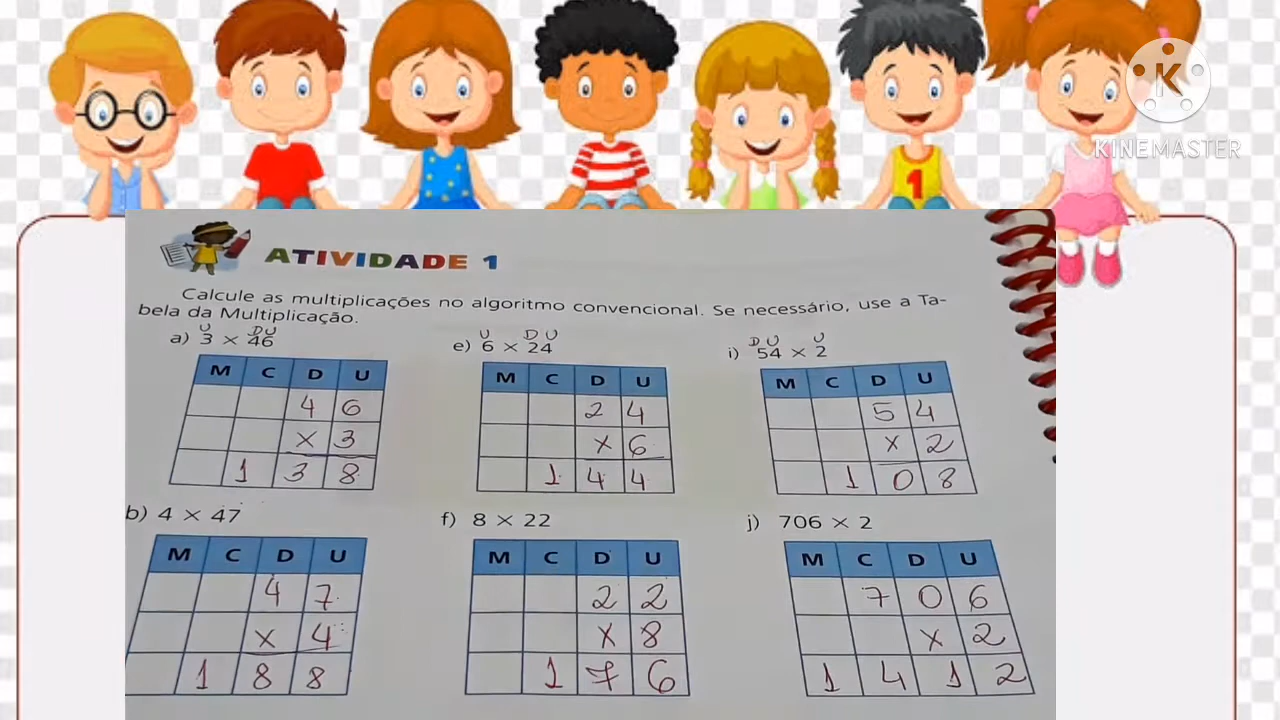 1
KINEMASTER
ATIVIDADE 1
Calcule as multiplicações no algoritmo convencional. Se necessário, use a Ta-
bela da Multiplicação.
U DU
a) 3 × 46
M C D U
4 6
× 3
1 3 8
U D U
e) 6 × 24
M C D U
2 4
× 6
1 4 4
D U U
i) 54 × 2
M C D U
5 4
× 2
1 0 8
b) 4 × 47
M C D U
4 7
× 4
1 8 8
f) 8 × 22
M C D U
2 2
× 8
1 7 6
j) 706 × 2
M C D U
7 0 6
× 2
1 4 1 2